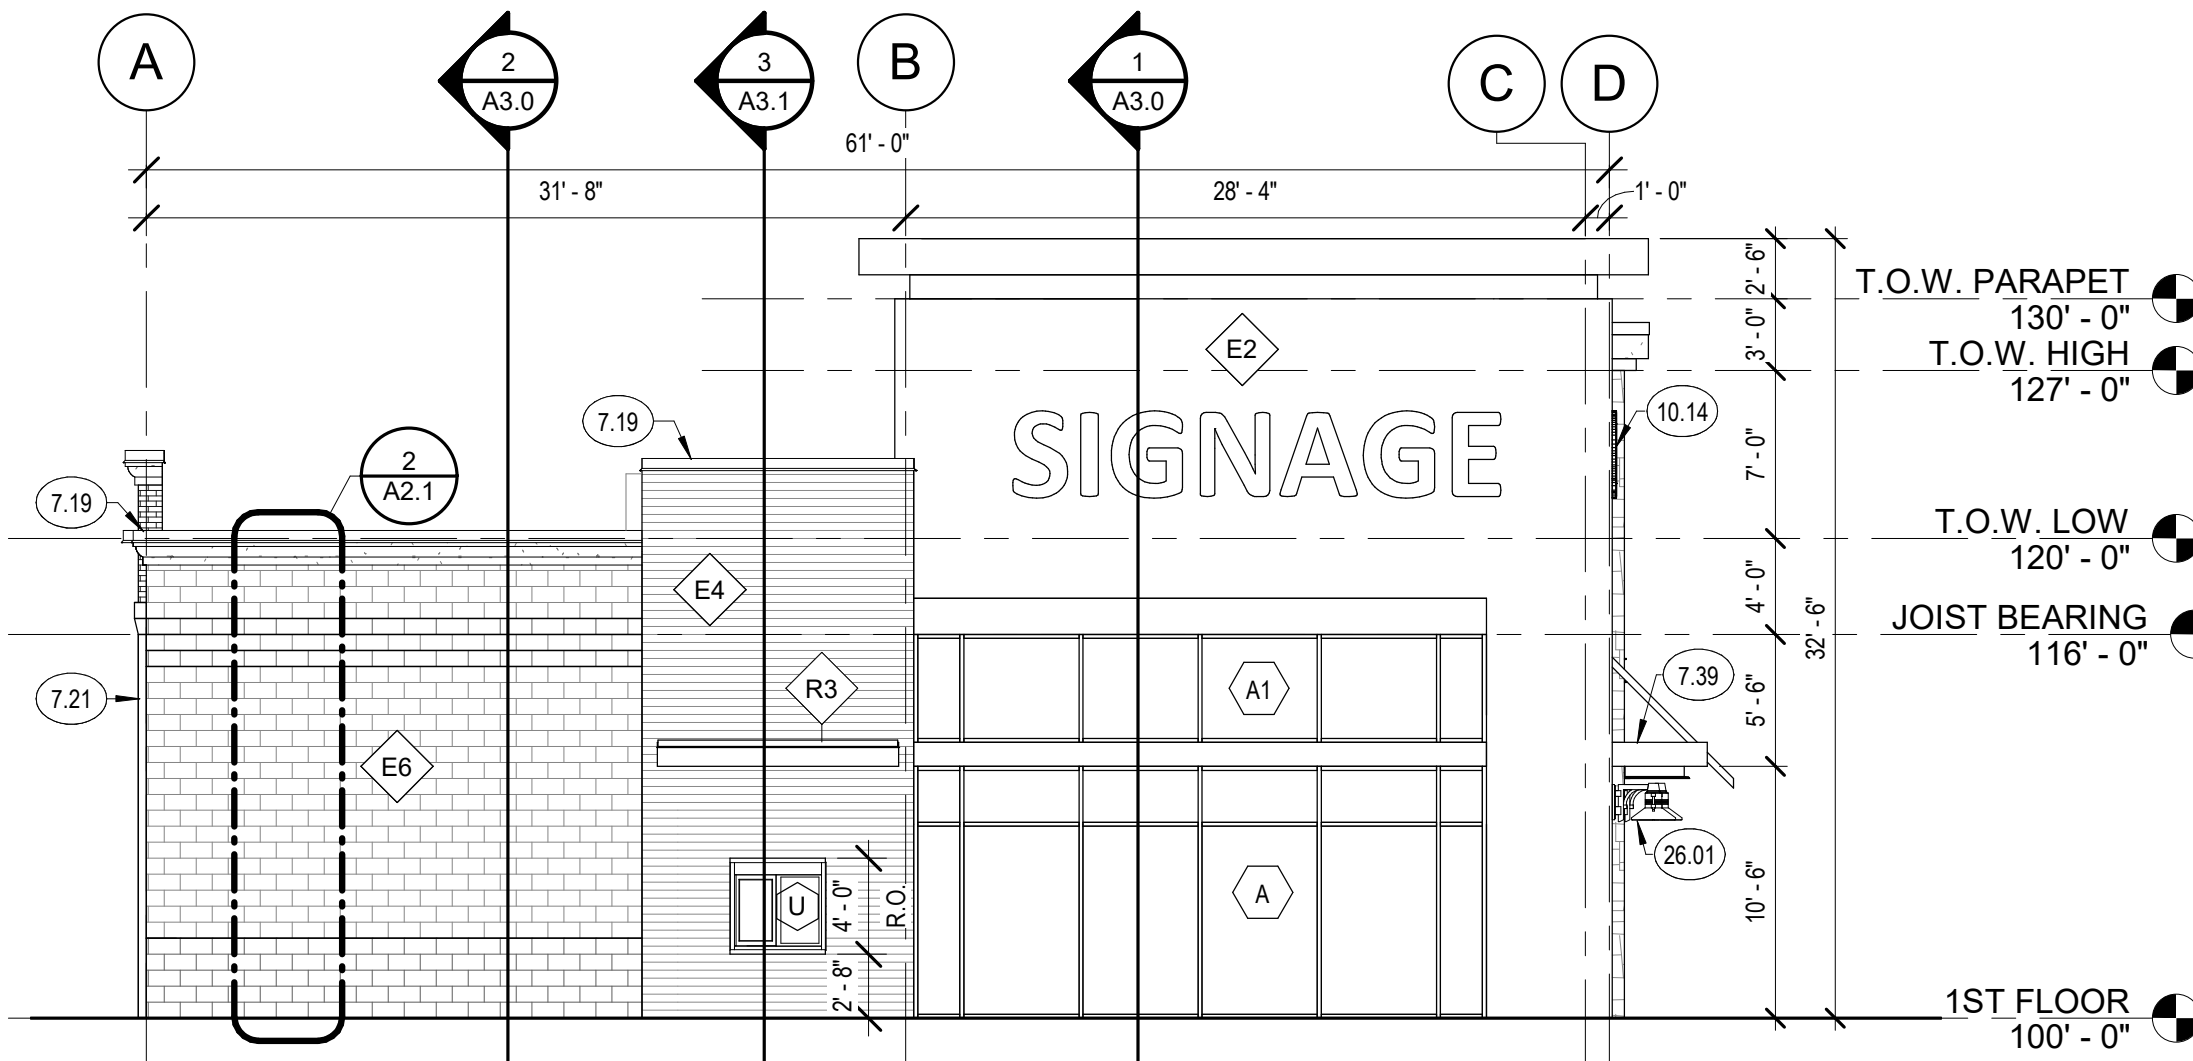 A
2
A3.0
3
A3.1
B
1
A3.0
C
D
61' - 0"
31' - 8"
28' - 4"
1' - 0"
2' - 6"
T.O.W. PARAPET
130' - 0"
3' - 0"
T.O.W. HIGH
127' - 0"
E2
7.19
SIGNAGE
10.14
7' - 0"
2
A2.1
7.19
T.O.W. LOW
120' - 0"
E4
4' - 0"
32' - 6"
JOIST BEARING
116' - 0"
7.21
R3
A1
7.39
5' - 6"
E6
26.01
U
4' - 0"
R.O.
A
10' - 6"
2' - 8"
1ST FLOOR
100' - 0"